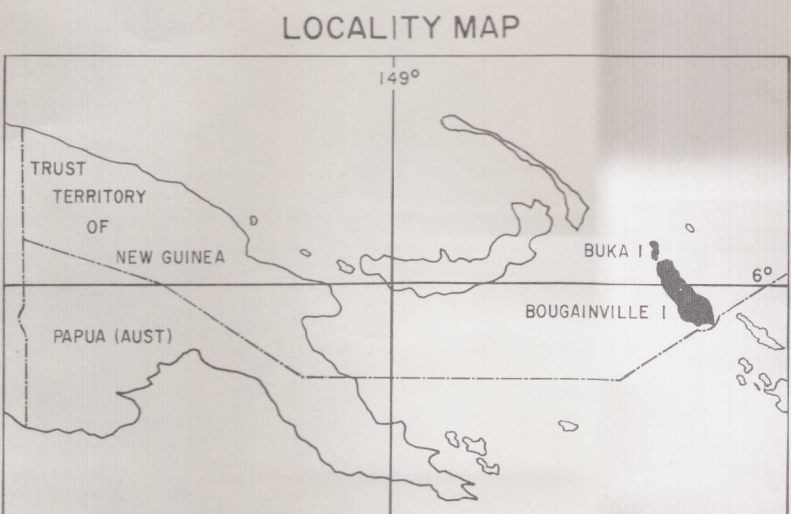 LOCALITY MAP
149°
TRUST
TERRITORY
OF
NEW GUINEA
BUKA I
6°
BOUGAINVILLE I
PAPUA (AUST)